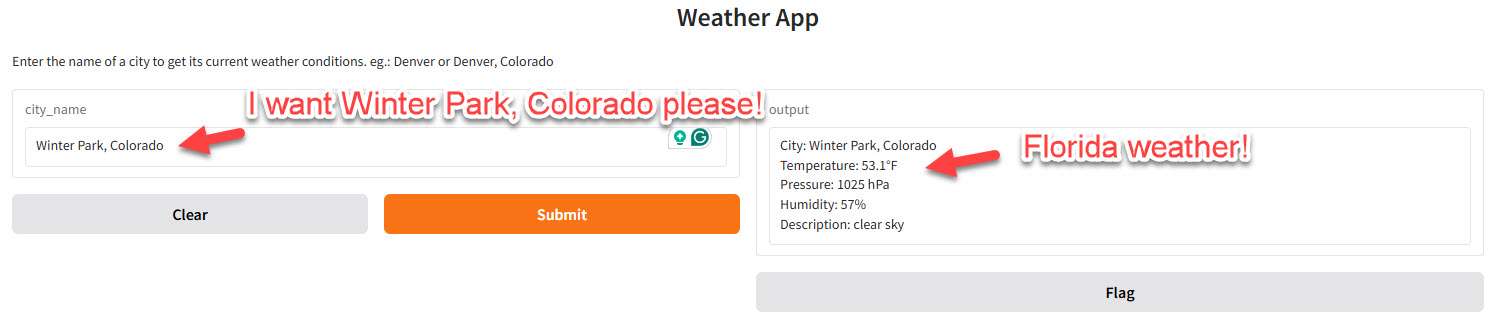 Weather App
Enter the name of a city to get its current weather conditions. eg.: Denver or Denver, Colorado
city_name
I want Winter Park, Colorado please!
Winter Park, Colorado
Clear
Submit
output
City: Winter Park, Colorado
Temperature: 53.1°F
Pressure: 1025 hPa
Humidity: 57%
Description: clear sky
Florida weather!
Flag